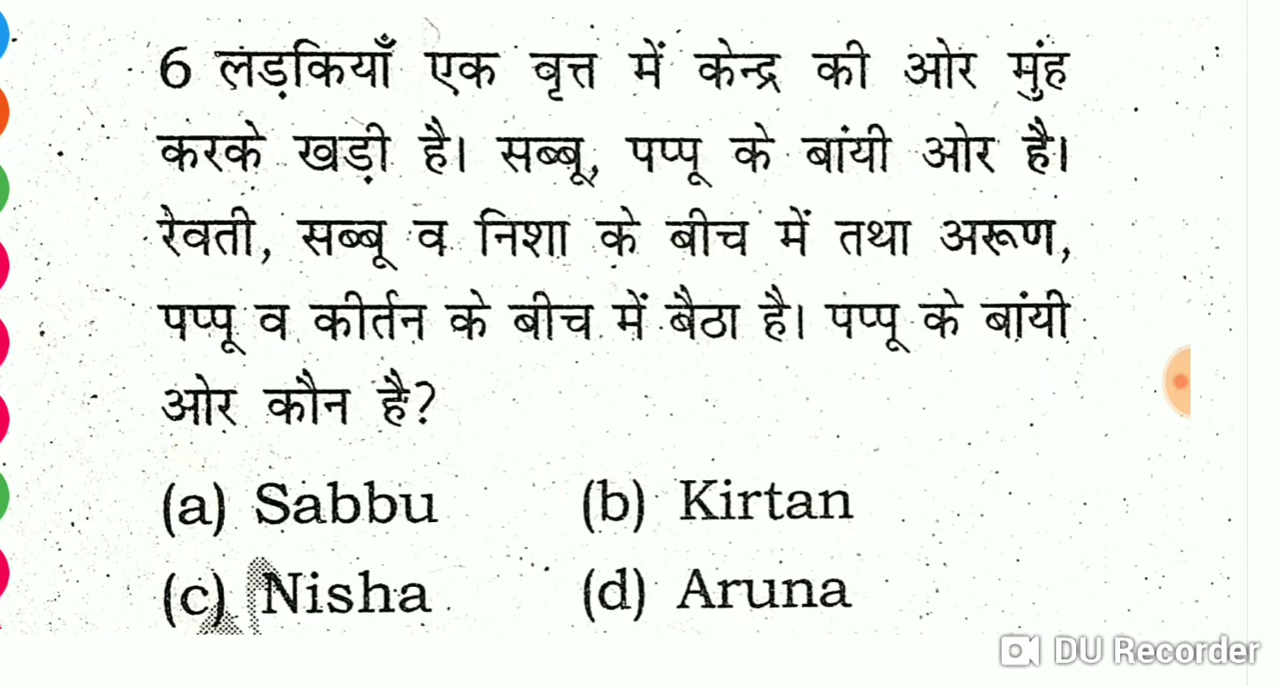 6 लड़कियाँ एक वृत्त में केन्द्र की ओर मुंह
करके खड़ी है। सब्बू, पप्पू के बांयी ओर है।
रेवती, सब्बू व निशा के बीच में तथा अरूण,
पप्पू व कीर्तन के बीच में बैठा है। पप्पू के बांयी
ओर कौन है?
(a) Sabbu (b) Kirtan
(c) Nisha (d) Aruna
DU Recorder